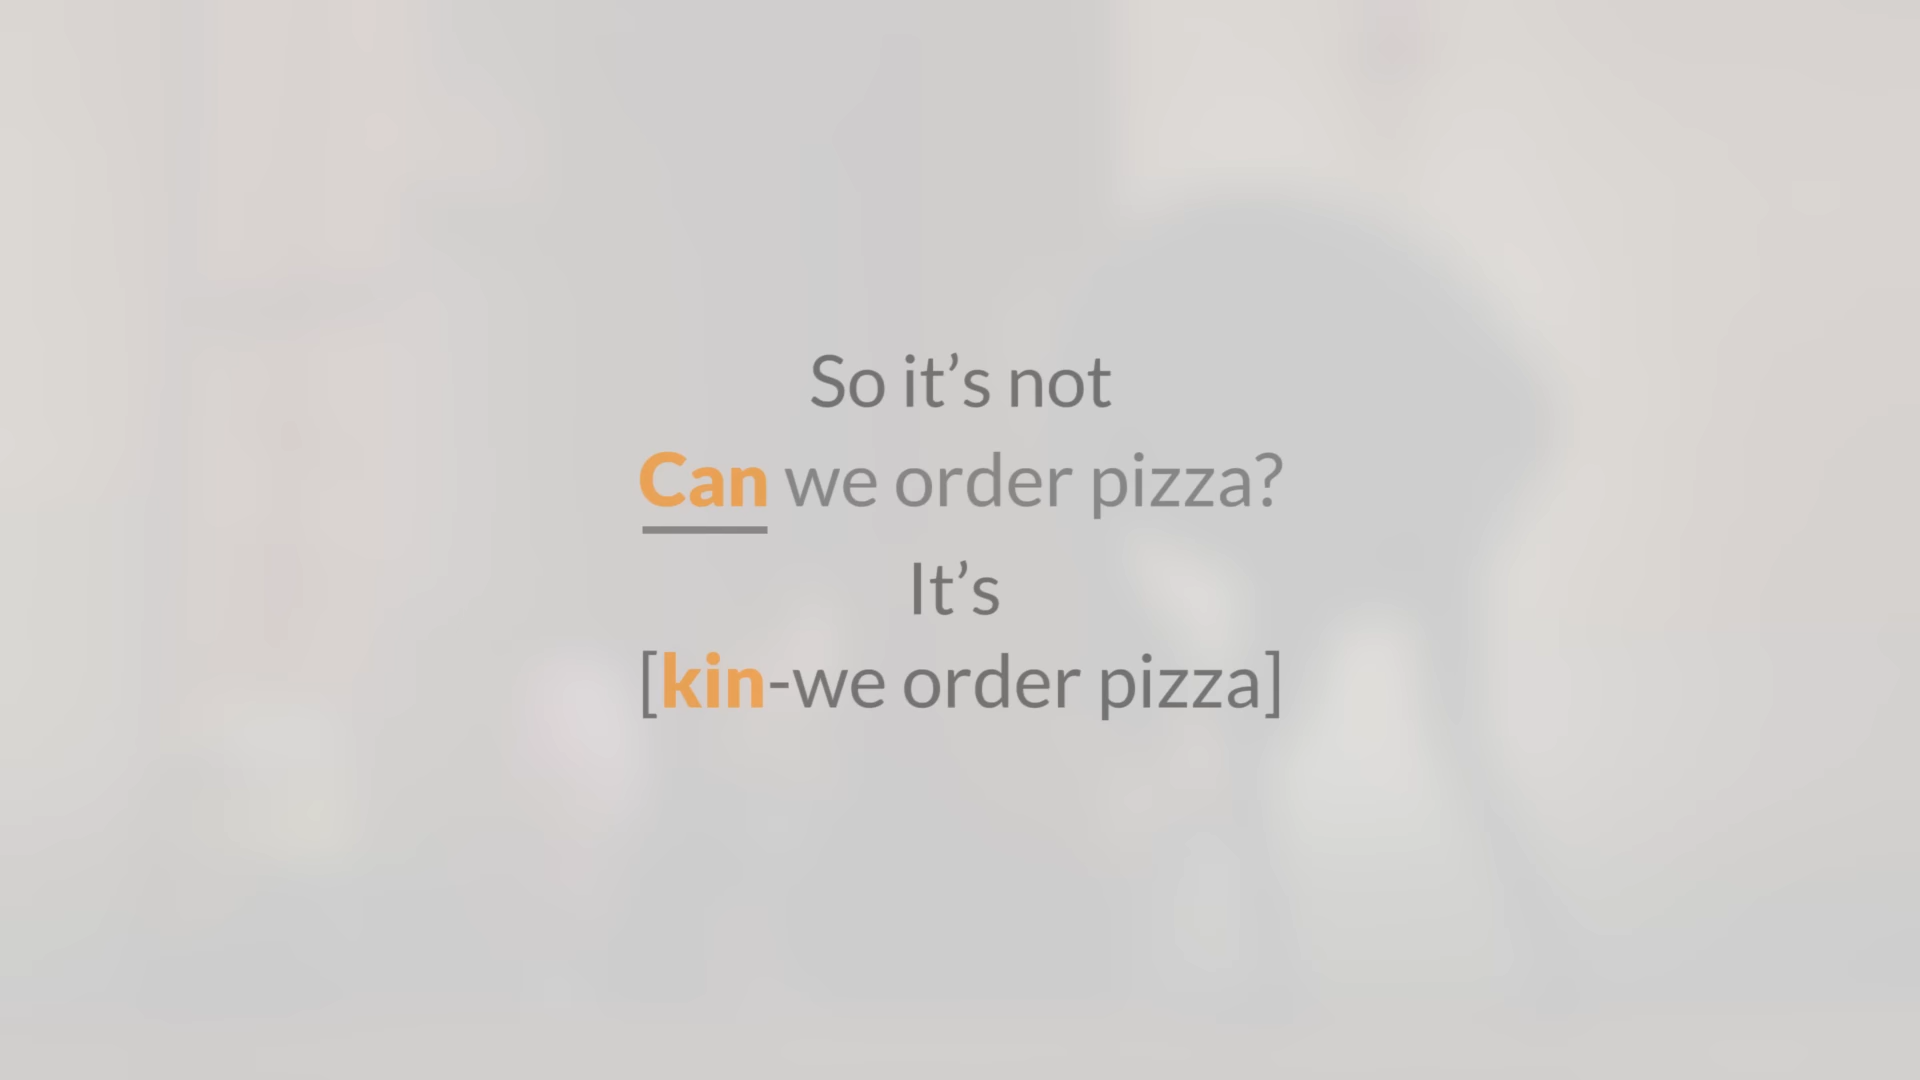 So it’s not
Can we order pizza?
It’s
[kin-we order pizza]